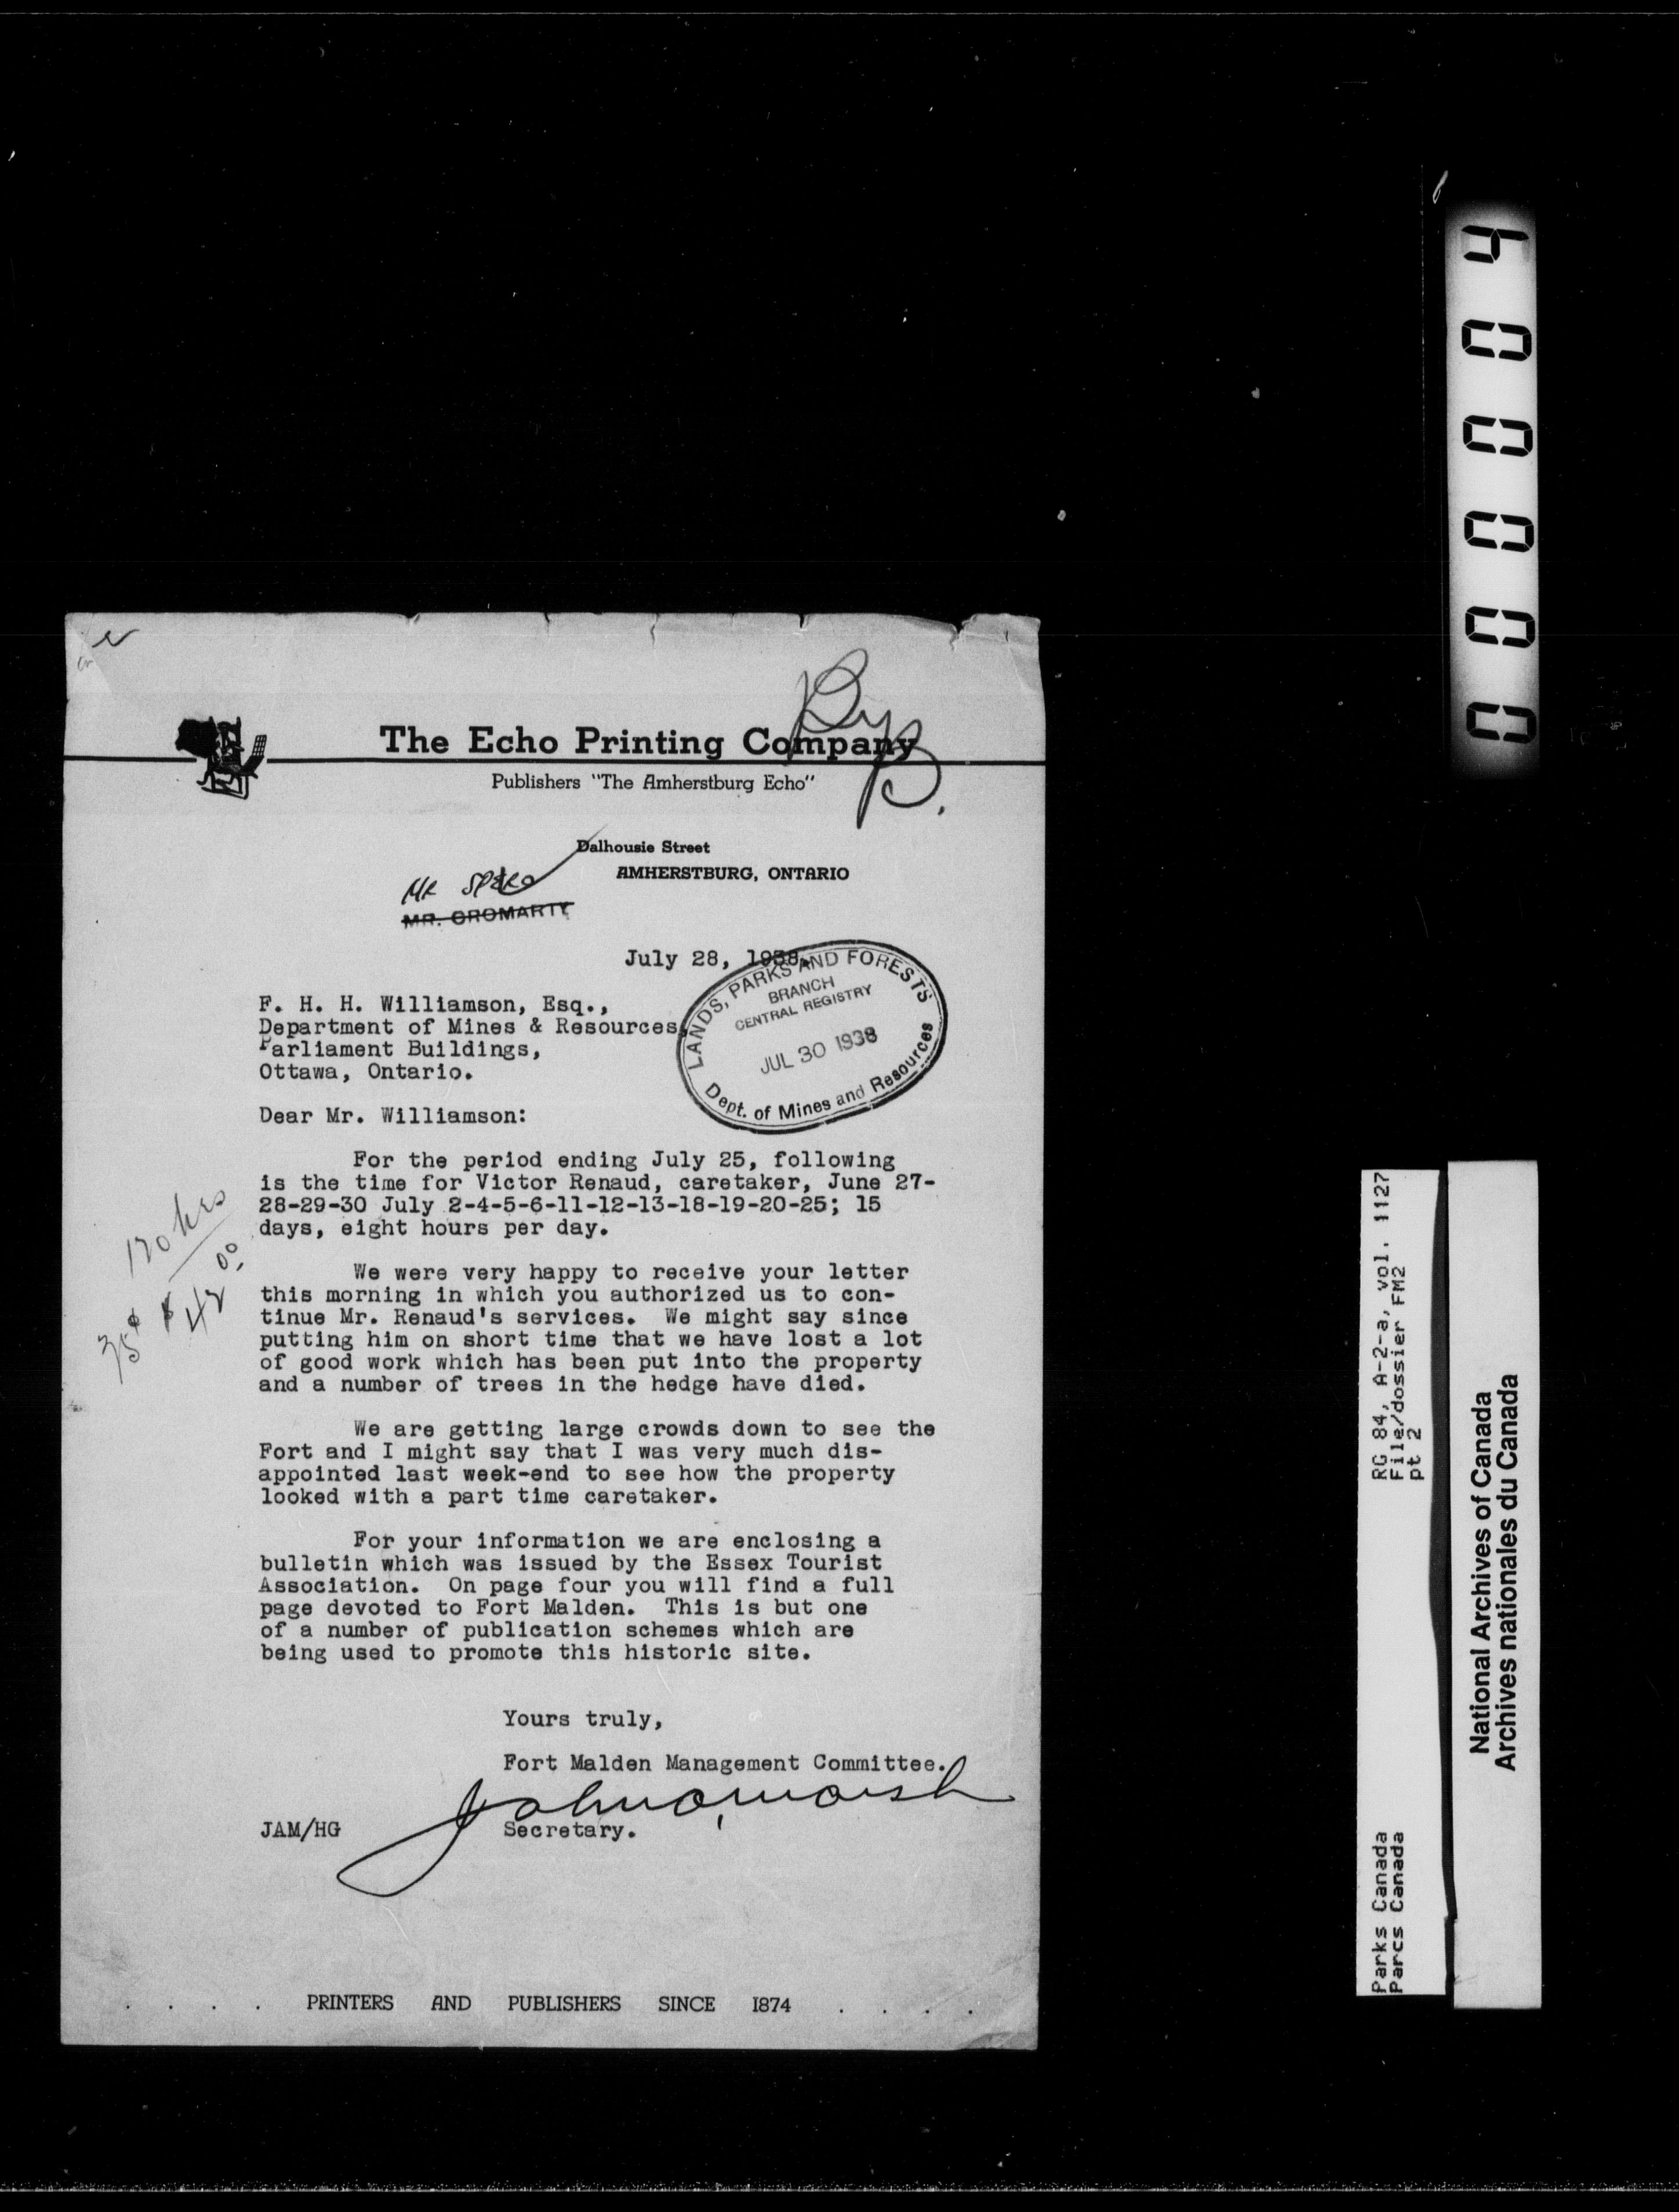 The Echo Printing Company
Publishers "The Amherstburg Echo"
Dalhousie Street
AMHERSTBURG, ONTARIO
MR
MR. CROMARTY
July 28, 1938.
LANDS, PARKS AND FORESTS
BRANCH
CENTRAL REGISTRY
JUL 30 1938
Dept. of Mines and Resources
F. H. H. Williamson, Esq.,
Department of Mines & Resources,
Parliament Buildings,
Ottawa, Ontario.
Dear Mr. Williamson:
For the period ending July 25, following
is the time for Victor Renaud, caretaker, June 27-
28-29-30 July 2-4-5-6-11-12-13-18-19-20-25; 15
days, eight hours per day.
120 hrs
35¢ $42.00
We were very happy to receive your letter
this morning in which you authorized us to con-
tinue Mr. Renaud's services. We might say since
putting him on short time that we have lost a lot
of good work which has been put into the property
and a number of trees in the hedge have died.
We are getting large crowds down to see the
Fort and I might say that I was very much dis-
appointed last week-end to see how the property
looked with a part time caretaker.
For your information we are enclosing a
bulletin which was issued by the Essex Tourist
Association. On page four you will find a full
page devoted to Fort Malden. This is but one
of a number of publication schemes which are
being used to promote this historic site.
Yours truly,
Fort Malden Management Committee.
John A. Marsh
JAM/HG Secretary.
. . . . PRINTERS AND PUBLISHERS SINCE 1874 . . . .
000004
RG 84, A-2-a, vol. 1127
File/dossier FM2
pt 2
Parks Canada
Parcs Canada
National Archives of Canada
Archives nationales du Canada